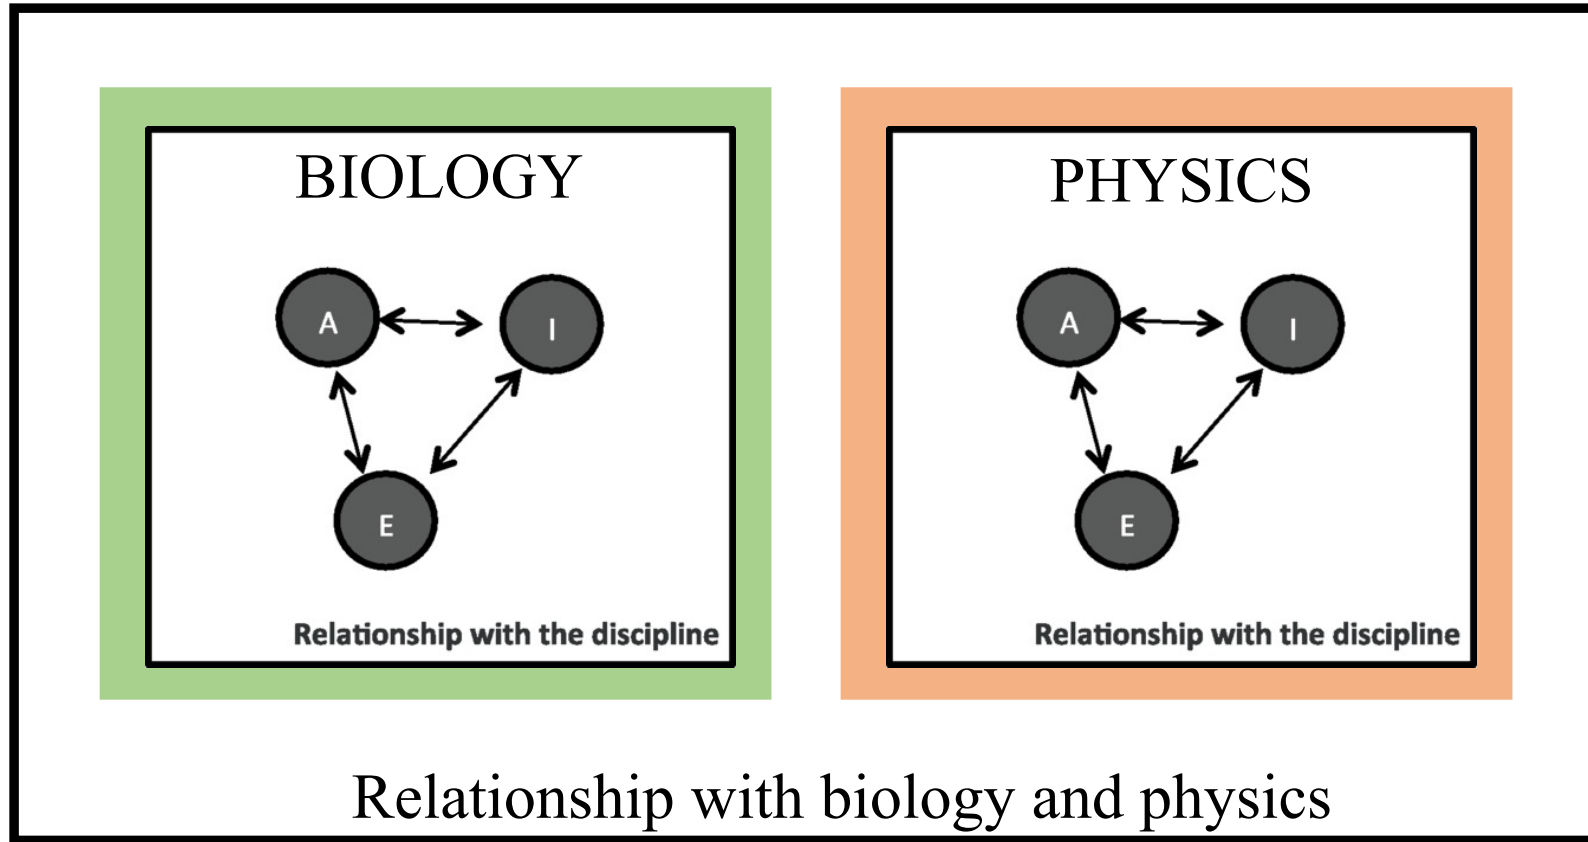 BIOLOGY
A
I
E
Relationship with the discipline
PHYSICS
A
I
E
Relationship with the discipline
Relationship with biology and physics